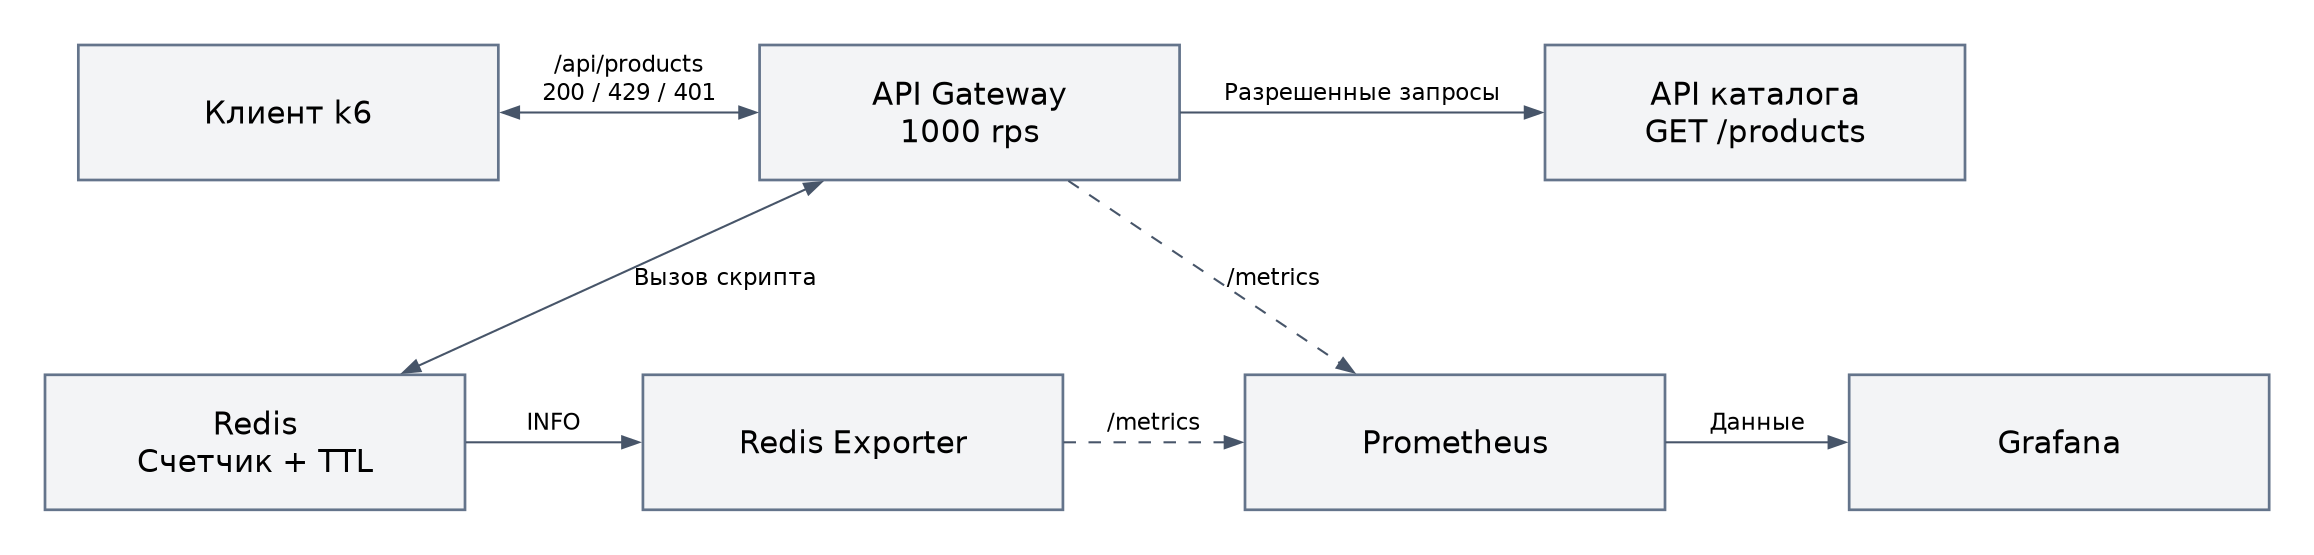 Клиент k6
/api/products
200 / 429 / 401
API Gateway
1000 rps
Разрешенные запросы
API каталога
GET /products
Вызов скрипта
/metrics
Redis
Счетчик + TTL
INFO
Redis Exporter
/metrics
Prometheus
Данные
Grafana